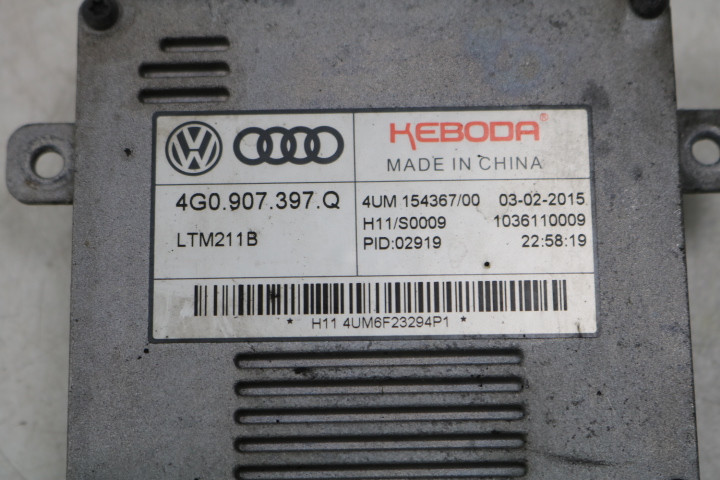 KEBODA®
MADE IN CHINA
4G0.907.397.Q
LTM211B
4UM 154367/00 03-02-2015
H11/S0009 1036110009
PID:02919 22:58:19
* H11 4UM6F23294P1 *